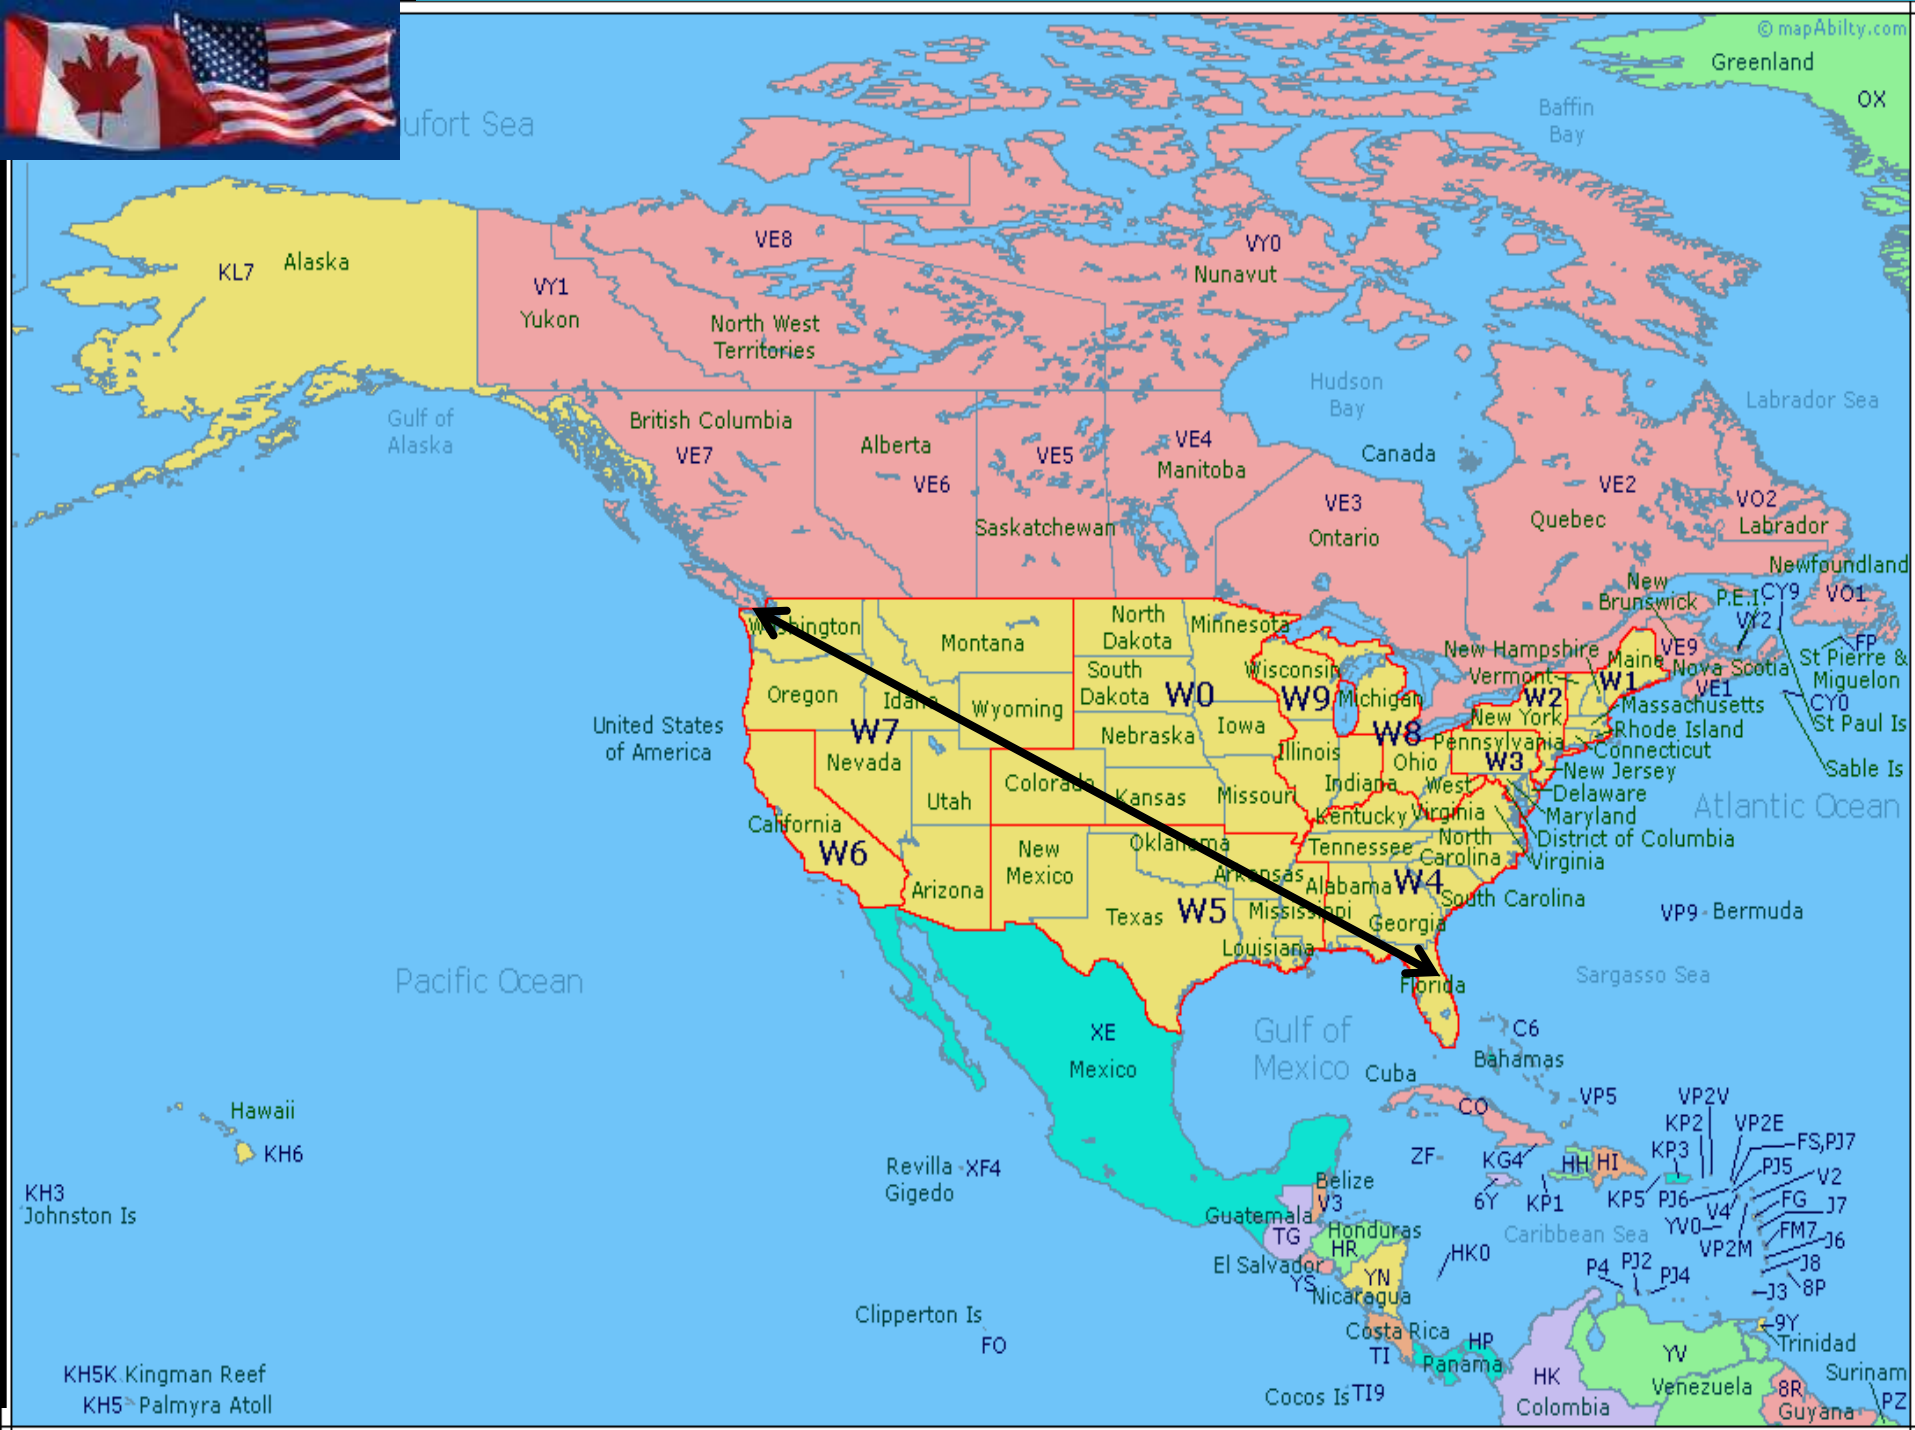 © mapAbilty.com
Greenland
OX
Baffin
Bay
ufort Sea
KL7
Alaska
VY1
Yukon
VE8
North West
Territories
VY0
Nunavut
Hudson
Bay
Labrador Sea
Gulf of
Alaska
British Columbia
VE7
Alberta
VE6
VE5
Saskatchewan
VE4
Manitoba
Canada
VE3
Ontario
VE2
Quebec
VO2
Labrador
Newfoundland
VO1
New
Brunswick
P.E.I.
CY9
VY2
FP
St Pierre &
Miguelon
VE9
Nova Scotia
VE1
CY0
St Paul Is
Sable Is
Washington
Montana
North
Dakota
Minnesota
Oregon
Idaho
Wyoming
South
Dakota
W0
Wisconsin
W9
Michigan
W8
New Hampshire
Vermont
Maine
W1
W2
New York
Massachusetts
Rhode Island
Connecticut
United States
of America
W7
Nevada
Utah
Nebraska
Iowa
Illinois
Indiana
Ohio
Pennsylvania
W3
New Jersey
Delaware
Maryland
District of Columbia
Virginia
Colorado
Kansas
Missouri
West
Virginia
Kentucky
California
W6
Arizona
New
Mexico
Oklahoma
Arkansas
Tennessee
North
Carolina
Texas
W5
Mississippi
Alabama
W4
Georgia
South Carolina
Louisiana
Florida
Atlantic Ocean
VP9
Bermuda
Sargasso Sea
Pacific Ocean
XE
Mexico
Gulf of
Mexico
C6
Bahamas
Cuba
CO
VP5
VP2V
KP2
VP2E
KP3
FS,PJ7
PJ5
V2
FG
J7
FM7
J6
J8
8P
J3
9Y
Trinidad
ZF
KG4
HH
HI
6Y
KP1
KP5
PJ6
V4
YV0
VP2M
Caribbean Sea
Hawaii
KH6
KH3
Johnston Is
Revilla
Gigedo
XF4
Belize
V3
Guatemala
TG
Honduras
HR
El Salvador
YS
YN
Nicaragua
HK0
P4
PJ2
PJ4
Clipperton Is
FO
Costa Rica
TI
HP
Panama
Cocos Is
TI9
HK
Colombia
YV
Venezuela
8R
Guyana
Surinam
PZ
KH5K
Kingman Reef
KH5
Palmyra Atoll